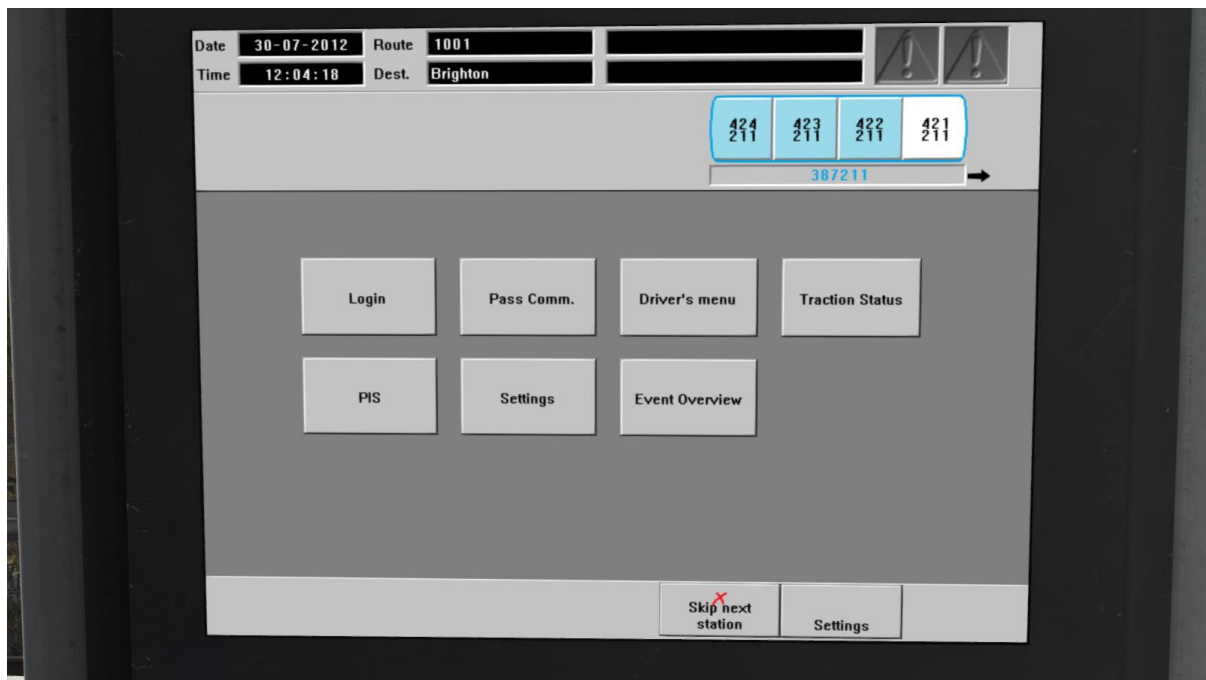 Date 30-07-2012 Route 1001
Time 12:04:18 Dest. Brighton
424 423 422 421
211 211 211 211
387211
Login Pass Comm. Driver's menu Traction Status
PIS Settings Event Overview
Skip next
station Settings